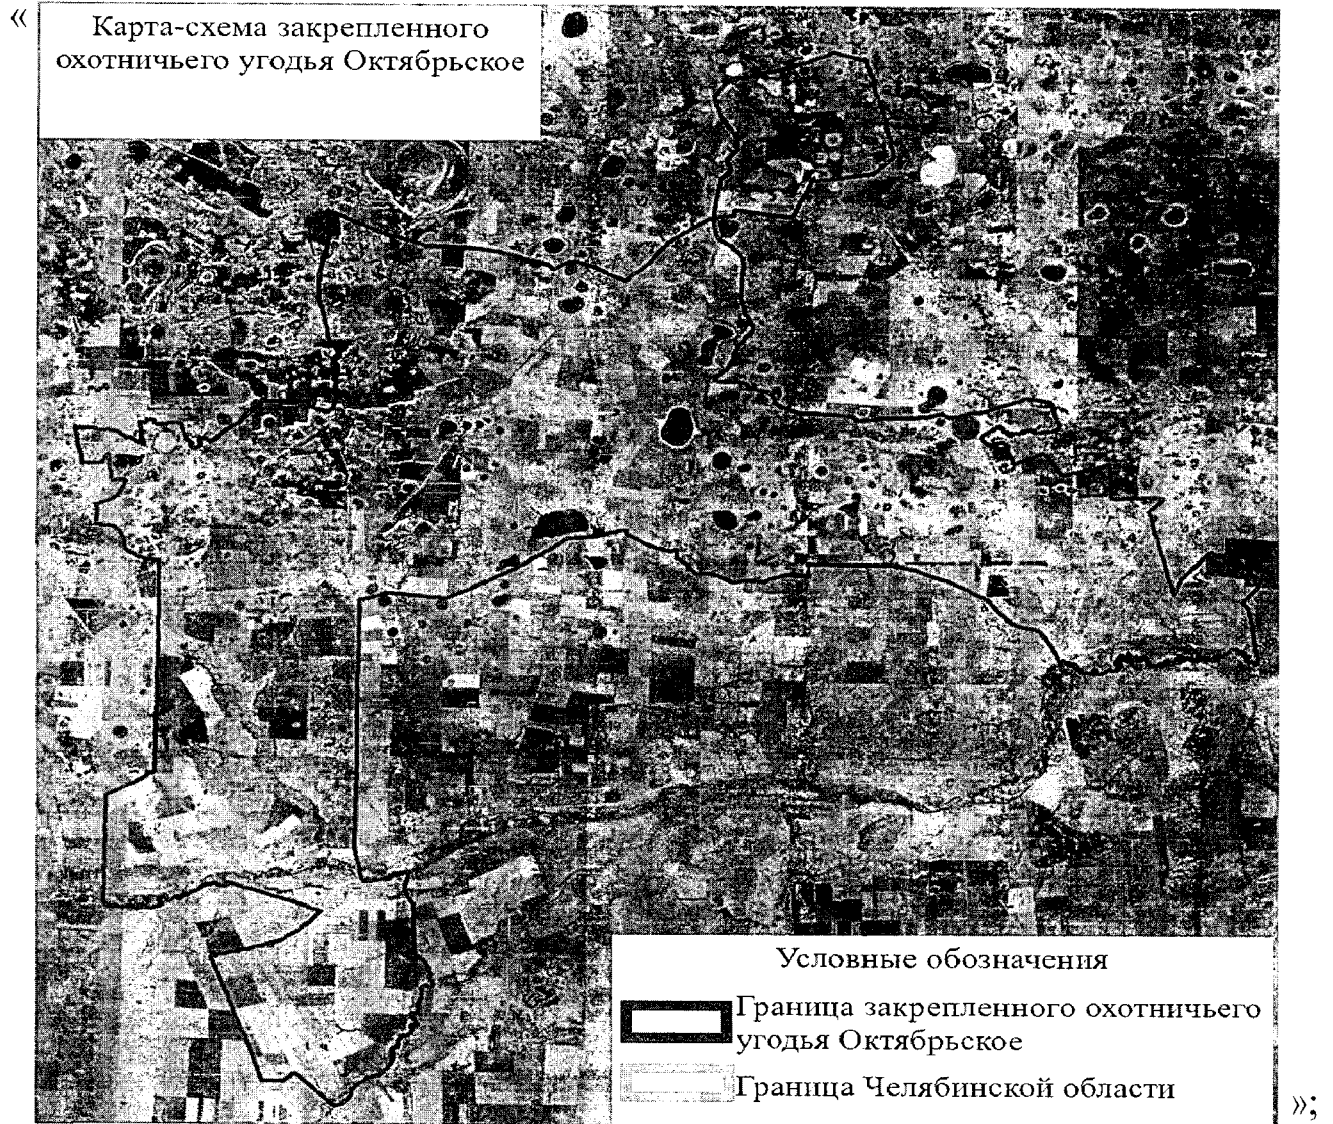 «
Карта-схема закрепленного
охотничьего угодья Октябрьское
Условные обозначения
Граница закрепленного охотничьего
угодья Октябрьское
Граница Челябинской области
»;